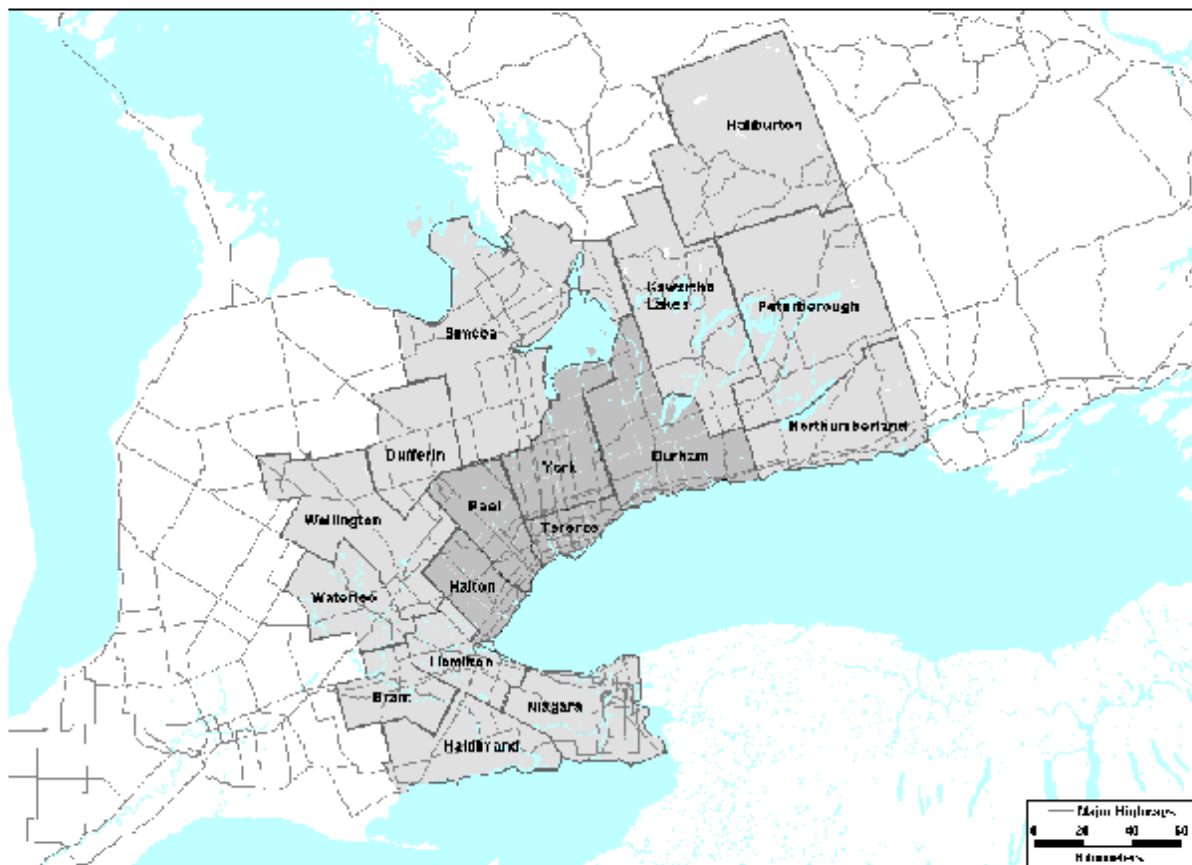 Haliburton
Kawartha
Lakes
Peterborough
Simcoe
Northumberland
Dufferin
York
Durham
Peel
Wellington
Toronto
Halton
Waterloo
Hamilton
Brant
Niagara
Haldimand
Major Highways
0 20 40 60
Kilometers